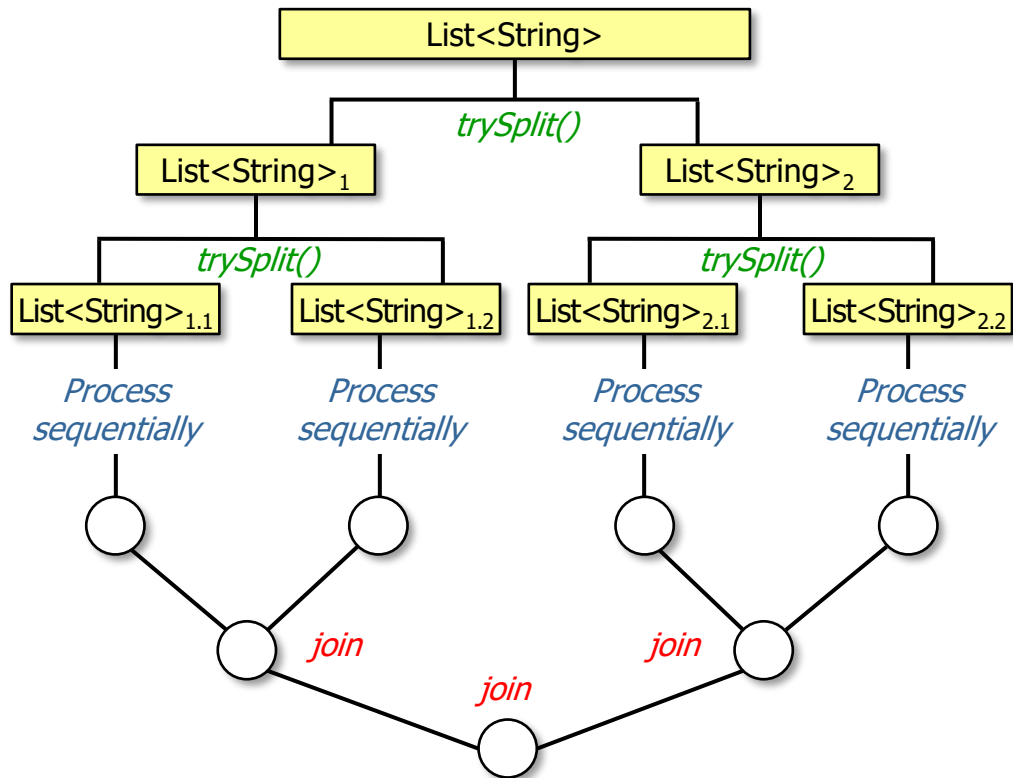 List<String>
trySplit()
List<String>1
List<String>2
trySplit()
trySplit()
List<String>1.1
List<String>1.2
List<String>2.1
List<String>2.2
Process
sequentially
Process
sequentially
Process
sequentially
Process
sequentially
join
join
join